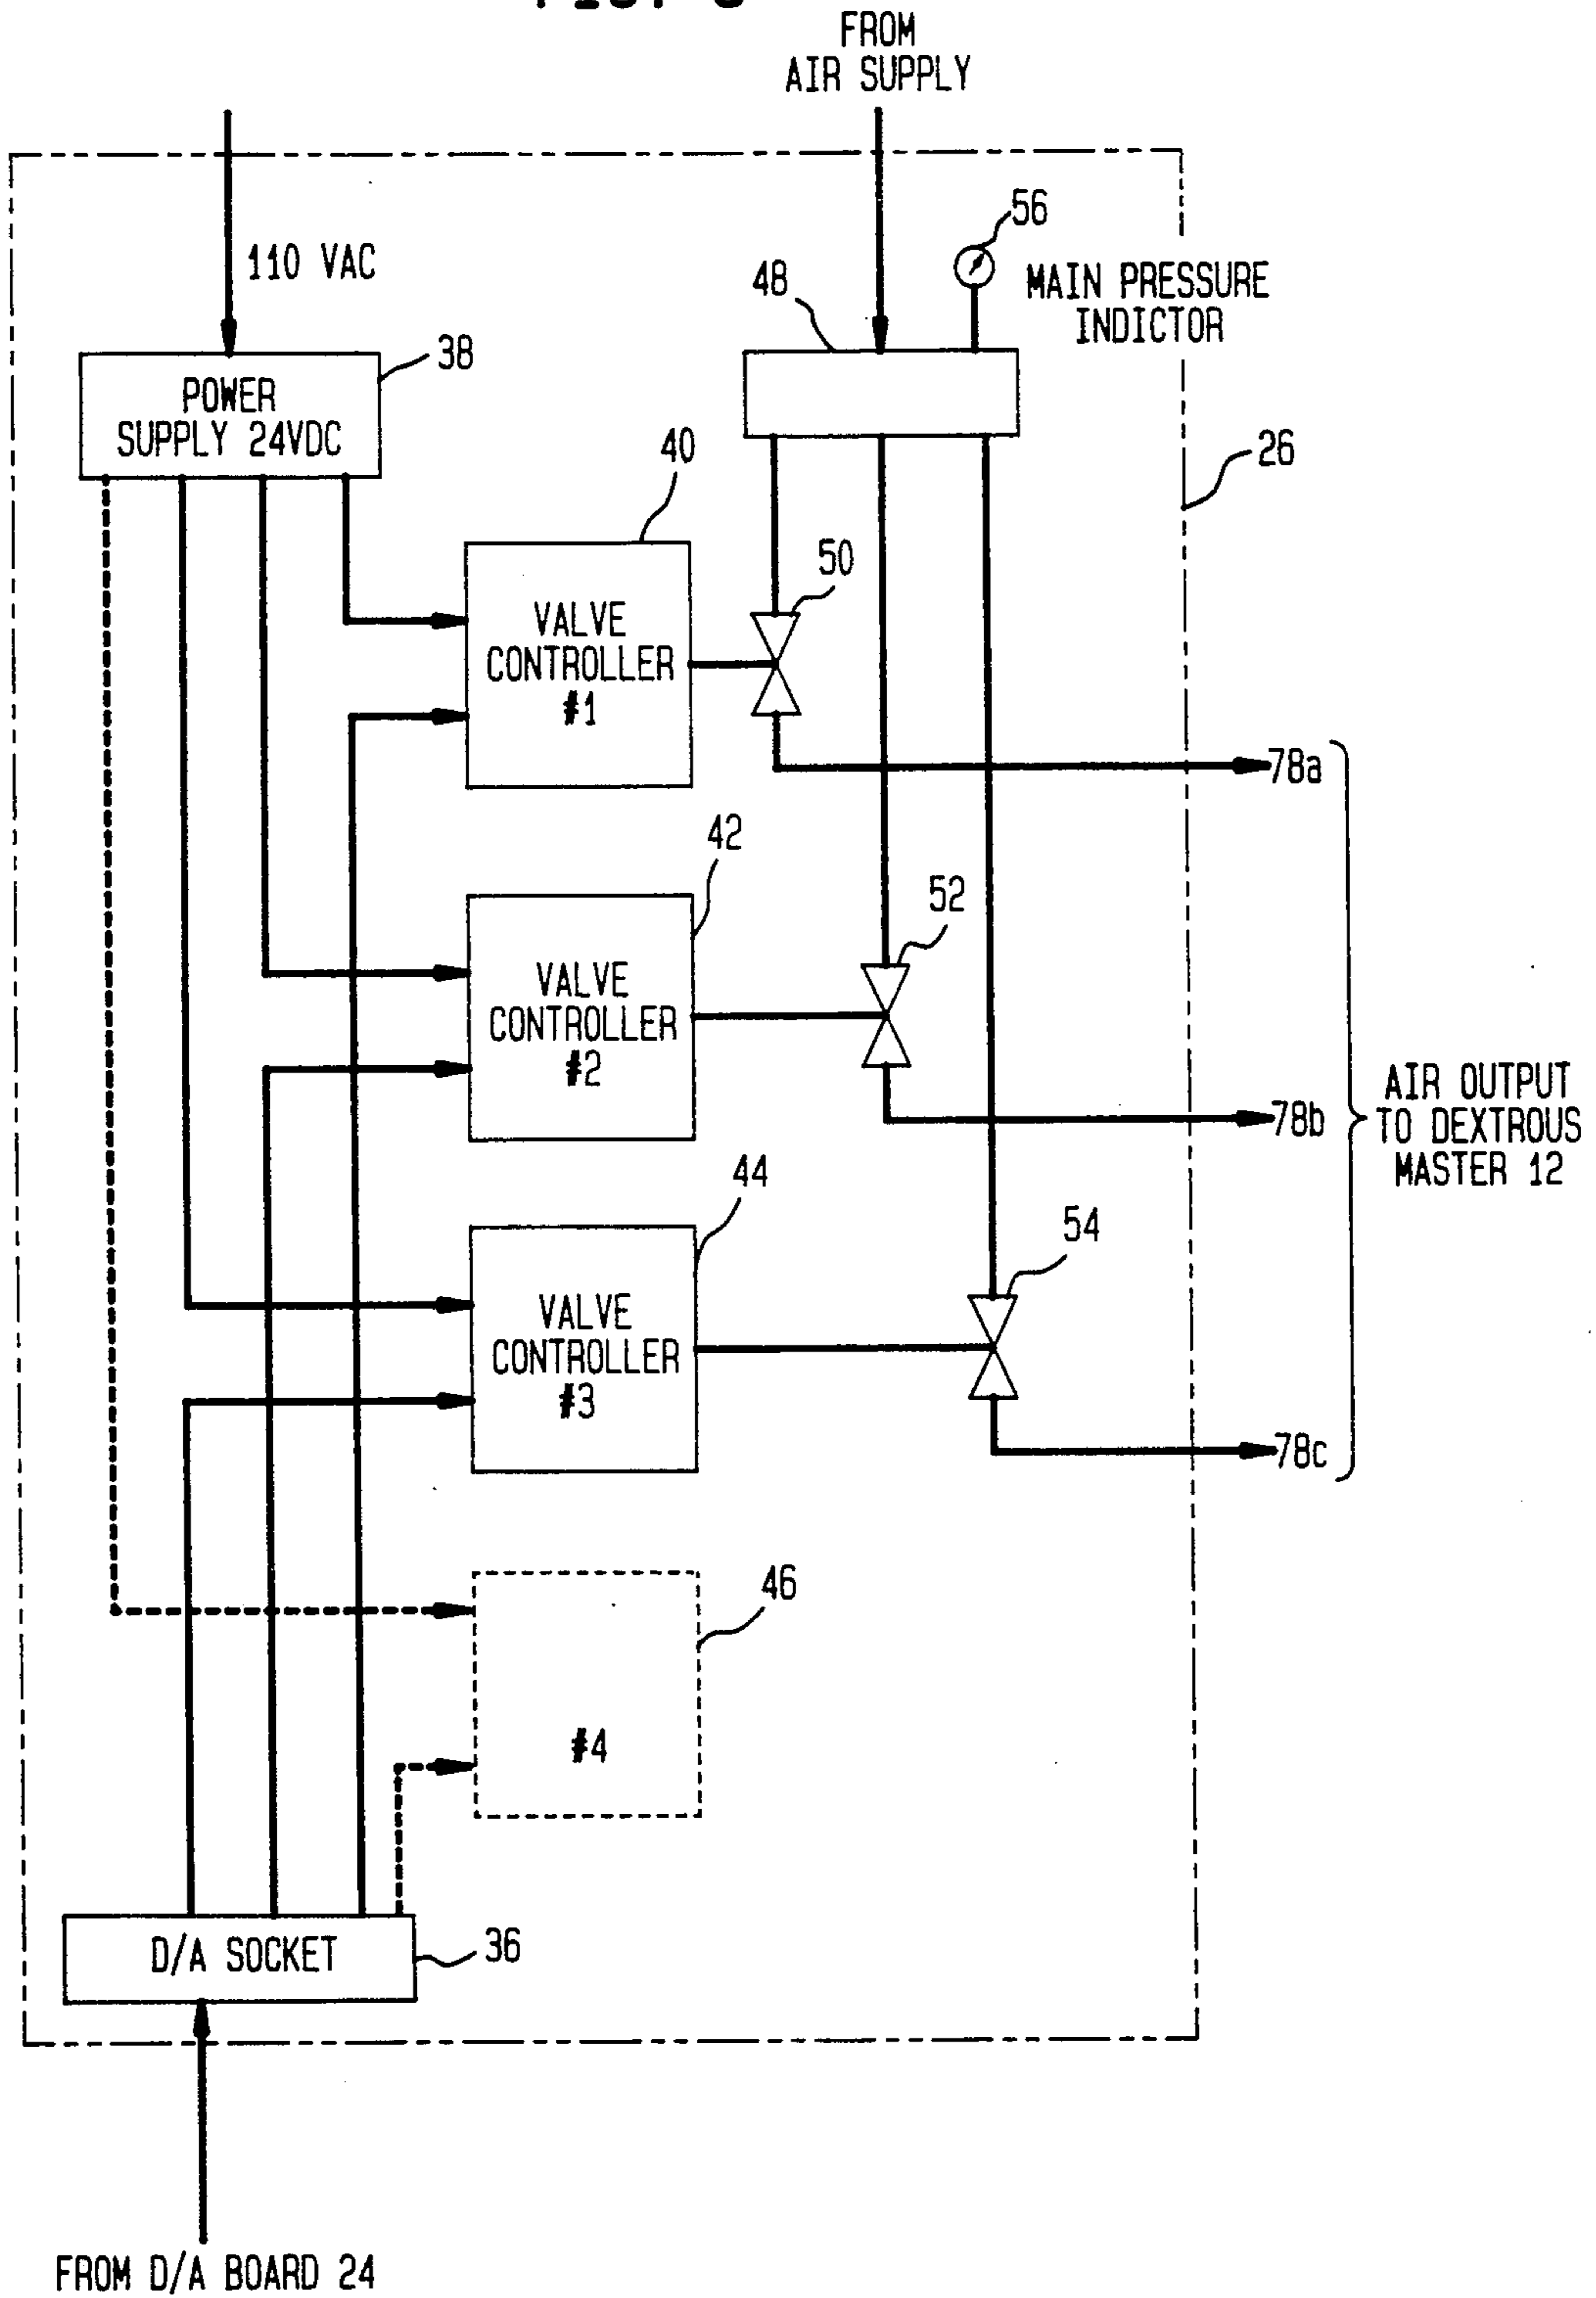 FROM
AIR SUPPLY
110 VAC
56
MAIN PRESSURE
INDICTOR
48
38
POWER
SUPPLY 24VDC
26
40
50
VALVE
CONTROLLER
#1
78a
42
52
VALVE
CONTROLLER
#2
78b
AIR OUTPUT
TO DEXTROUS
MASTER 12
44
54
VALVE
CONTROLLER
#3
78c
46
#4
D/A SOCKET
36
FROM D/A BOARD 24